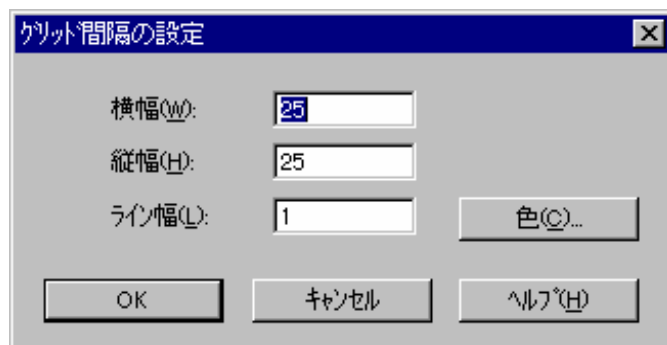 グリッド間隔の設定
横幅(W): 25
縦幅(H): 25
ライン幅(L): 1 色(C)...
OK キャンセル ヘルプ(H)